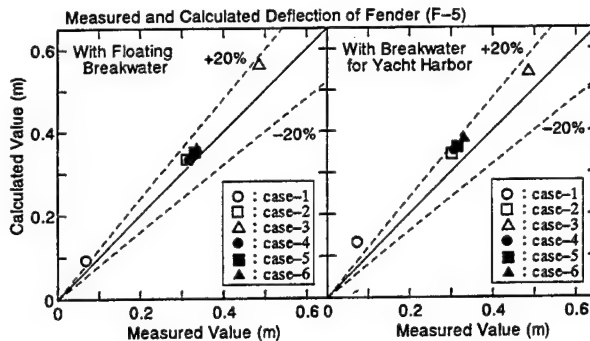 Measured and Calculated Deflection of Fender (F-5)
With Floating
Breakwater
+20%
-20%
Calculated Value (m)
0.6
0.4
0.2
0
○ : case-1
□ : case-2
△ : case-3
● : case-4
■ : case-5
▲ : case-6
0 0.2 0.4 0.6
Measured Value (m)
With Breakwater
for Yacht Harbor
+20%
-20%
○ : case-1
□ : case-2
△ : case-3
● : case-4
■ : case-5
▲ : case-6
0 0.2 0.4 0.6
Measured Value (m)